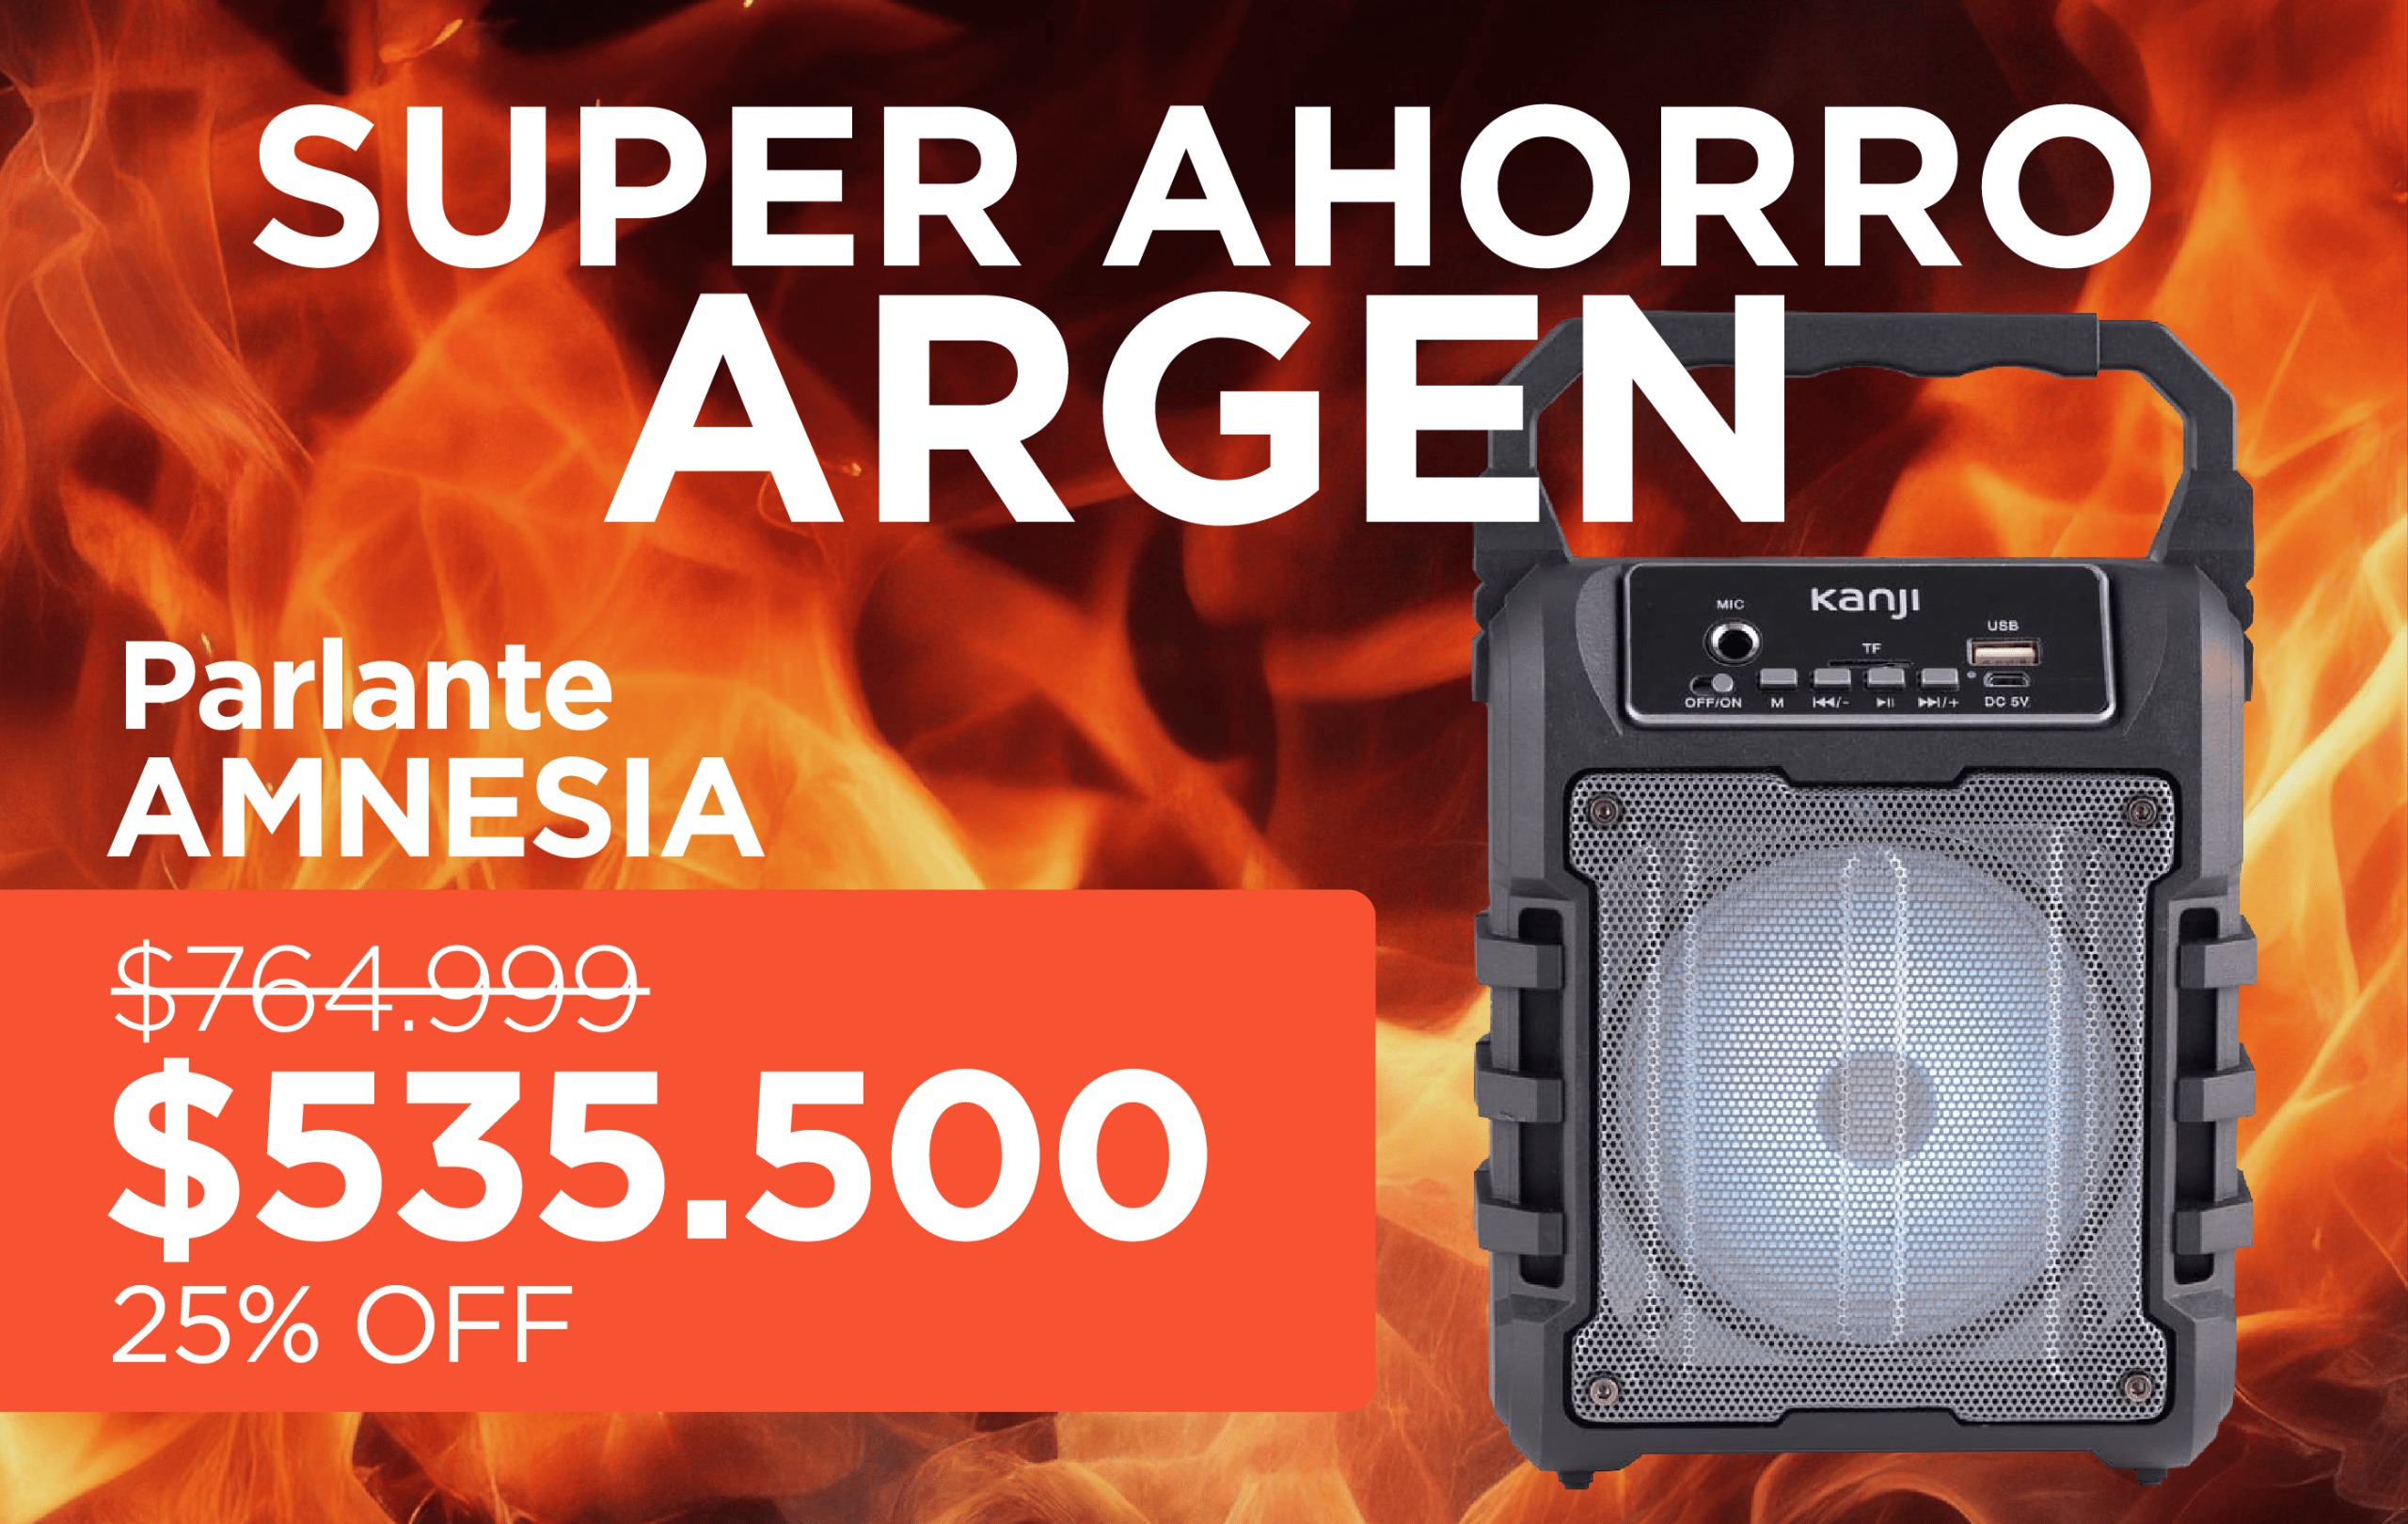 SUPER AHORRO
ARGEN
Parlante
AMNESIA
$764.999
$535.500
25% OFF
Kanji
MIC
USB
TF
OFF/ON M ⏮/- ⏯ ⏭/+ DC 5V